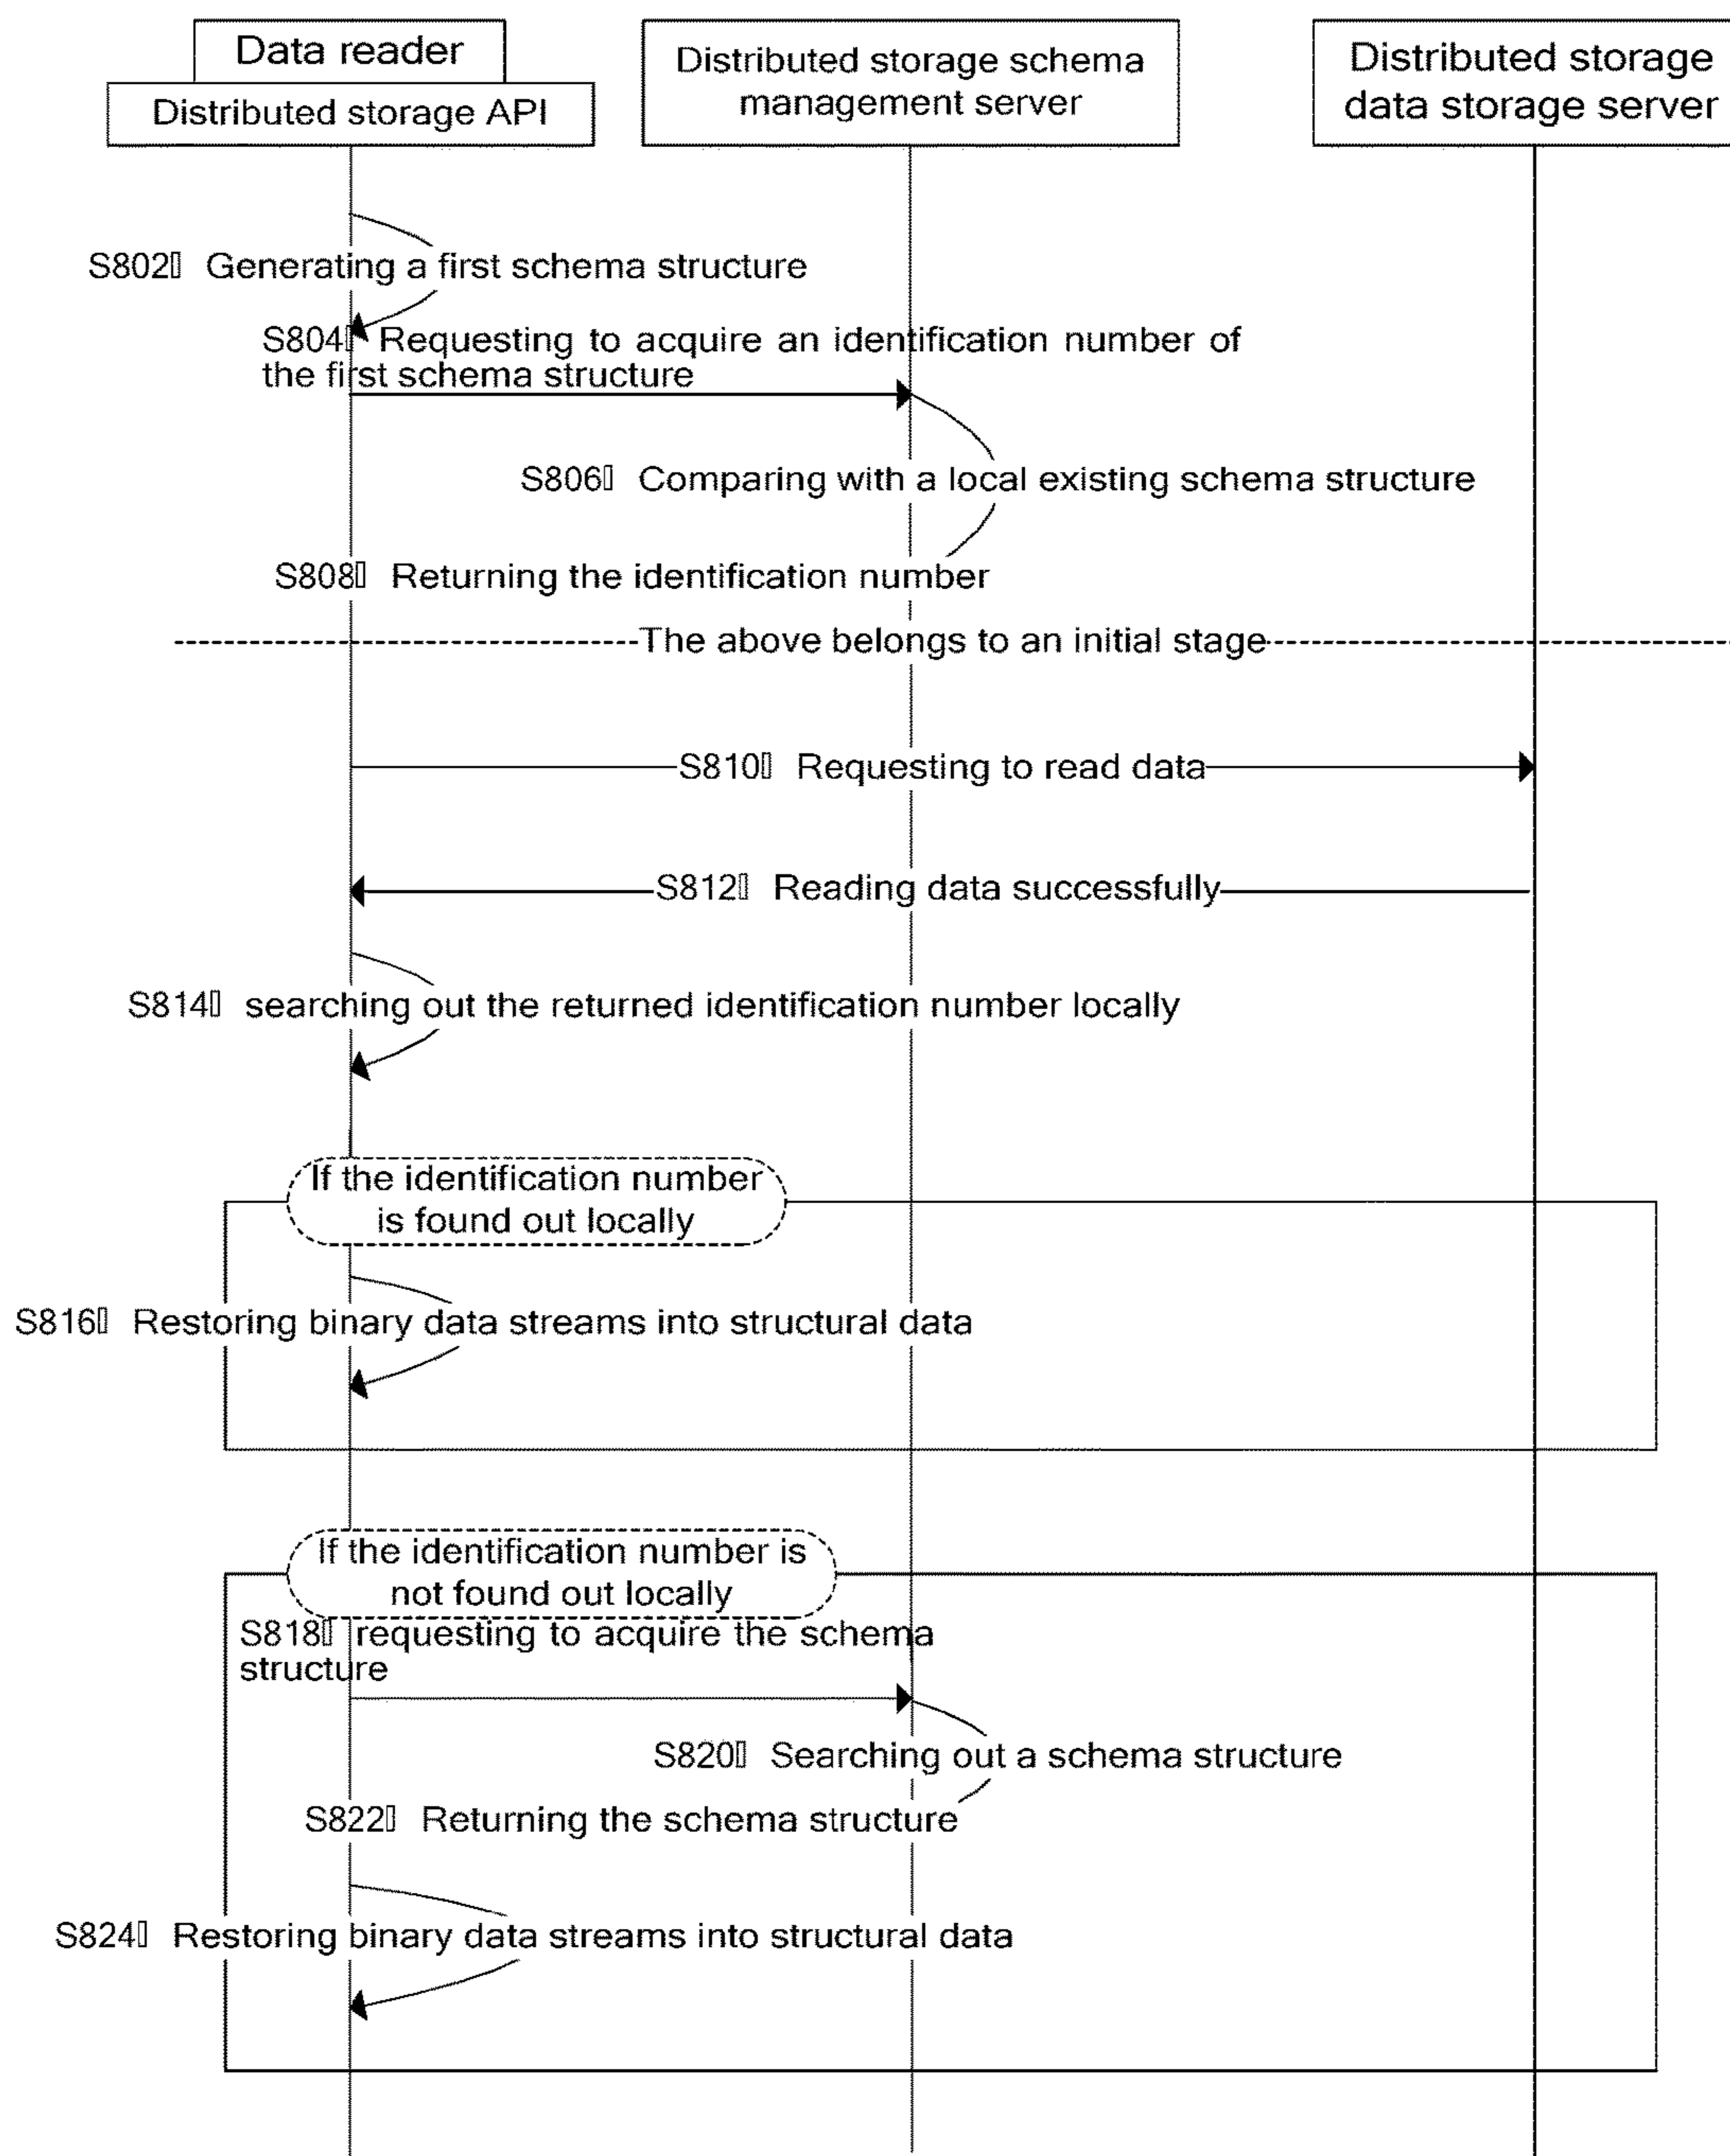 Data reader
Distributed storage API
Distributed storage schema
management server
Distributed storage
data storage server
S802▯ Generating a first schema structure
S804▯ Requesting to acquire an identification number of
the first schema structure
S806▯ Comparing with a local existing schema structure
S808▯ Returning the identification number
The above belongs to an initial stage
S810▯ Requesting to read data
S812▯ Reading data successfully
S814▯ searching out the returned identification number locally
If the identification number
is found out locally
S816▯ Restoring binary data streams into structural data
If the identification number is
not found out locally
S818▯ requesting to acquire the schema
structure
S820▯ Searching out a schema structure
S822▯ Returning the schema structure
S824▯ Restoring binary data streams into structural data